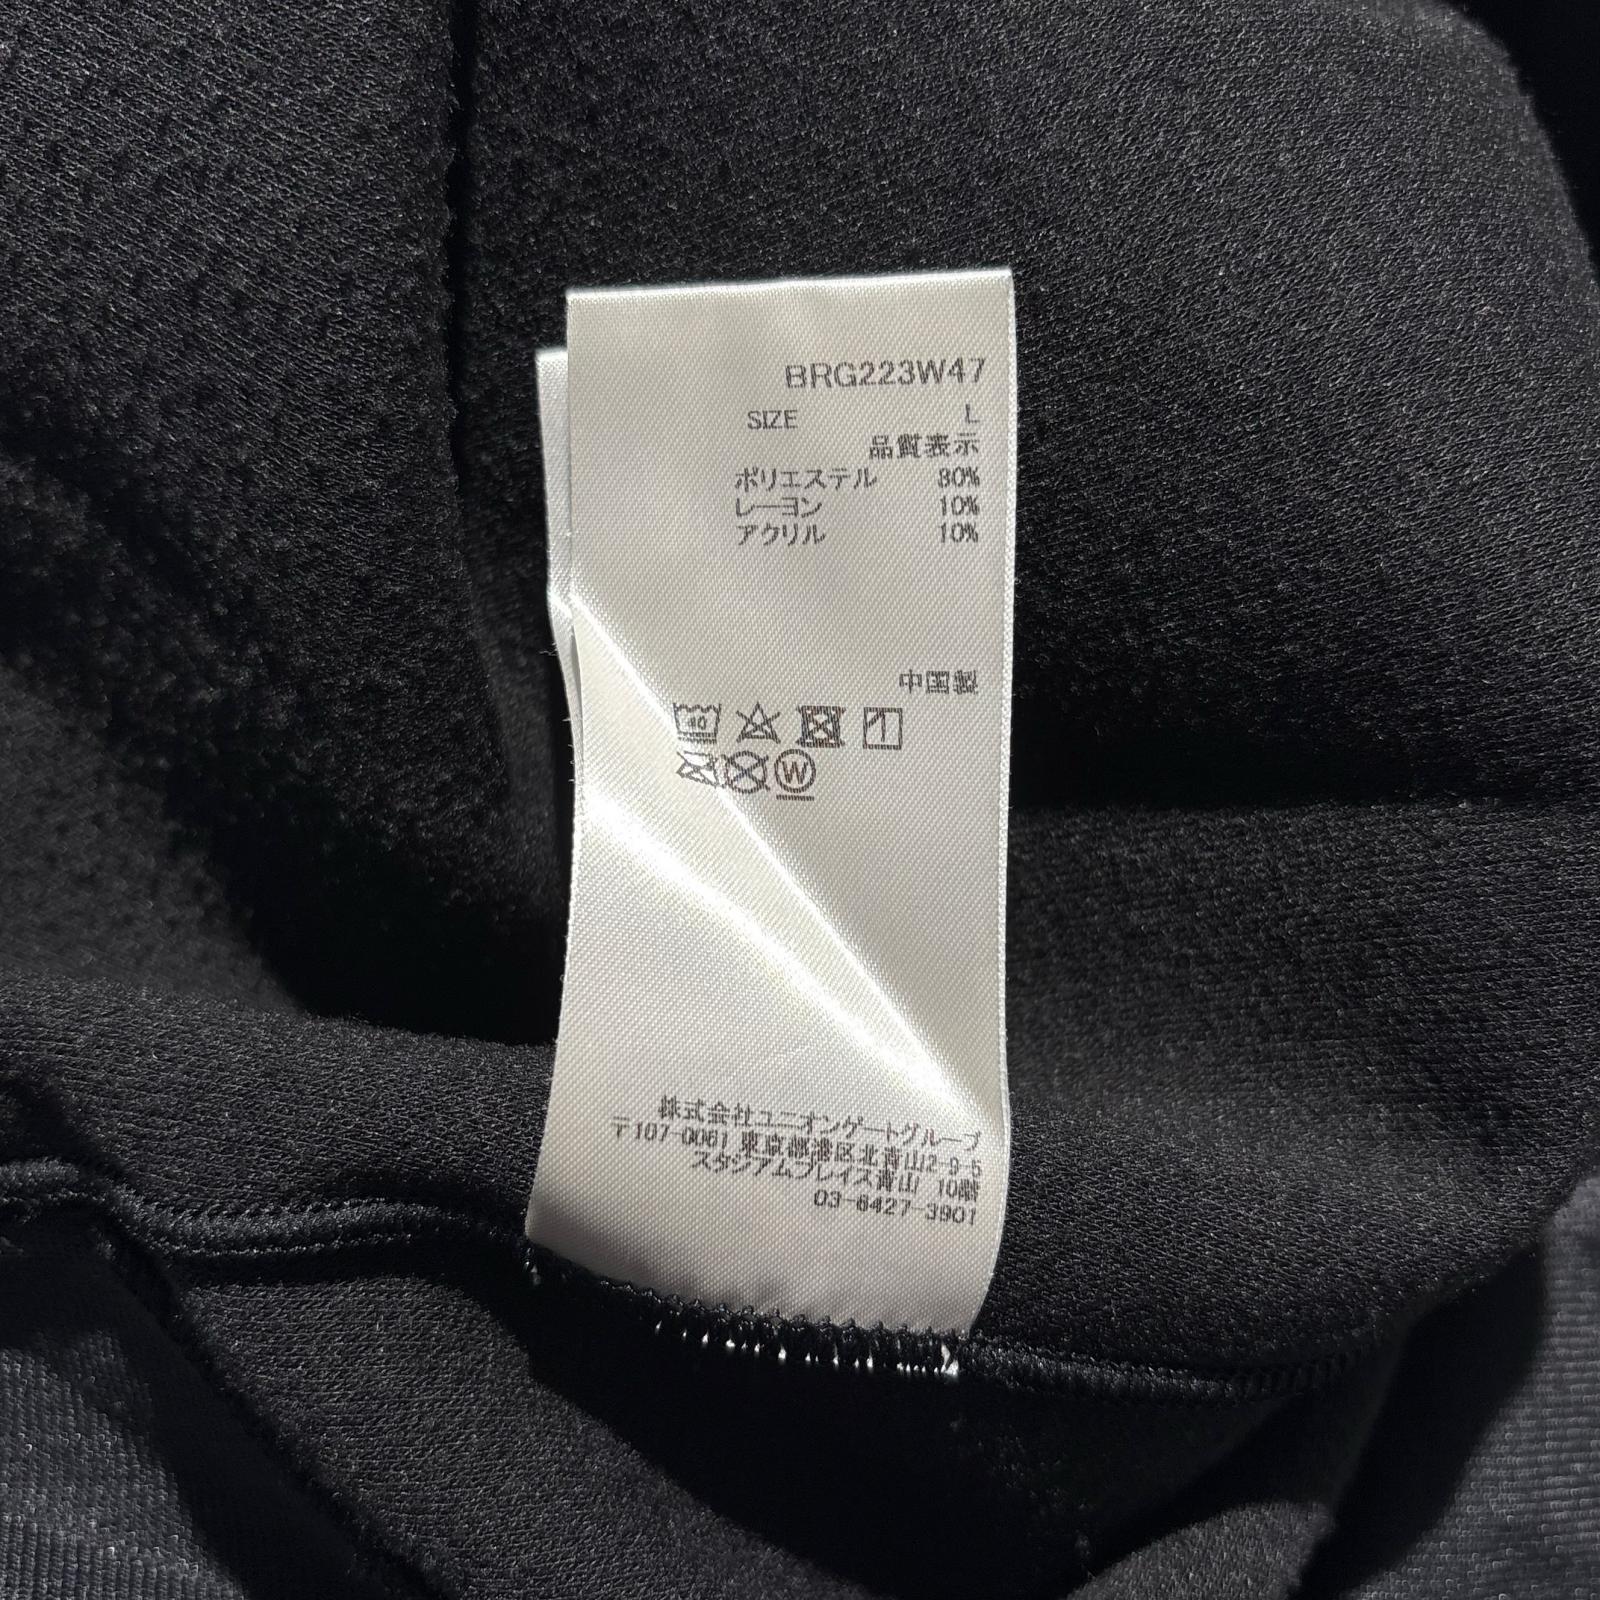 BRG223W47
SIZE L
品質表示
ポリエステル 80%
レーヨン 10%
アクリル 10%
中国製
40
W
株式会社ユニオンゲートグループ
〒107-0061 東京都港区北青山2-9-5
スタジアムプレイス青山 10階
03-6427-3901